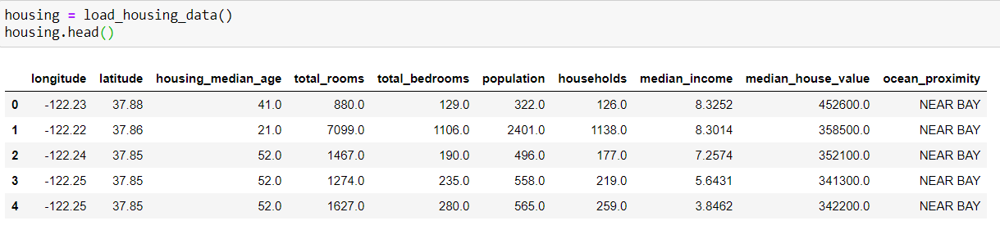 housing = load_housing_data()
housing.head()
longitude latitude housing_median_age total_rooms total_bedrooms population households median_income median_house_value ocean_proximity
0 -122.23 37.88 41.0 880.0 129.0 322.0 126.0 8.3252 452600.0 NEAR BAY
1 -122.22 37.86 21.0 7099.0 1106.0 2401.0 1138.0 8.3014 358500.0 NEAR BAY
2 -122.24 37.85 52.0 1467.0 190.0 496.0 177.0 7.2574 352100.0 NEAR BAY
3 -122.25 37.85 52.0 1274.0 235.0 558.0 219.0 5.6431 341300.0 NEAR BAY
4 -122.25 37.85 52.0 1627.0 280.0 565.0 259.0 3.8462 342200.0 NEAR BAY